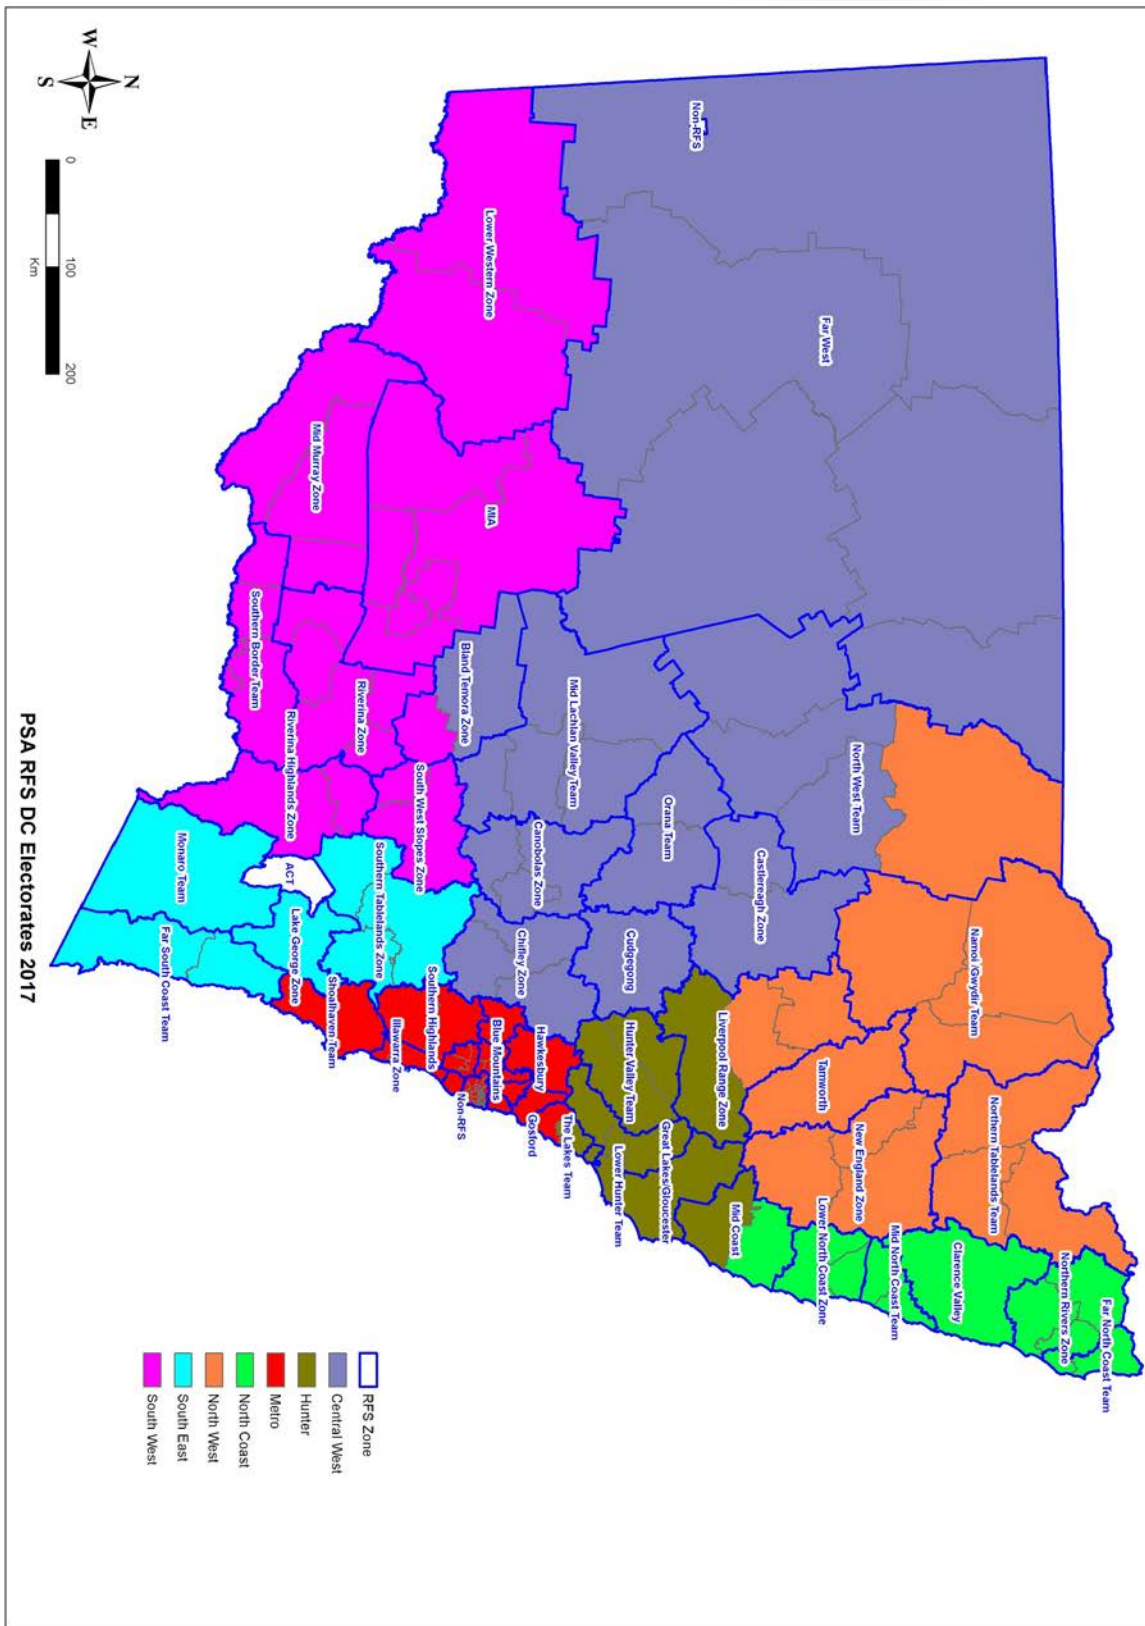 N
W
E
S
0
100
200
Km
Far West
Non-RFS
Lower Western Zone
Mid Murray Zone
MIA
Southern Border Team
Riverina Zone
Riverina Highlands Zone
South West Slopes Zone
Bland Temora Zone
Mid Lachlan Valley Team
North West Team
Orana Team
Canobolas Zone
Castlereagh Zone
Cudgegong
Chifley Zone
Namoi /Gwydir Team
Northern Tablelands Team
Tamworth
New England Zone
Liverpool Range Zone
Hunter Valley Team
Great Lakes/Gloucester
Lower Hunter Team
The Lakes Team
Mid Coast
Lower North Coast Zone
Mid North Coast Team
Clarence Valley
Northern Rivers Zone
Far North Coast Team
Hawkesbury
Gosford
Blue Mountains
Non-RFS
Southern Highlands
Illawarra Zone
Shoalhaven Team
Southern Tablelands Zone
Lake George Zone
ACT
Monaro Team
Far South Coast Team
RFS Zone
Central West
Hunter
Metro
North Coast
North West
South East
South West
PSA RFS DC Electorates 2017